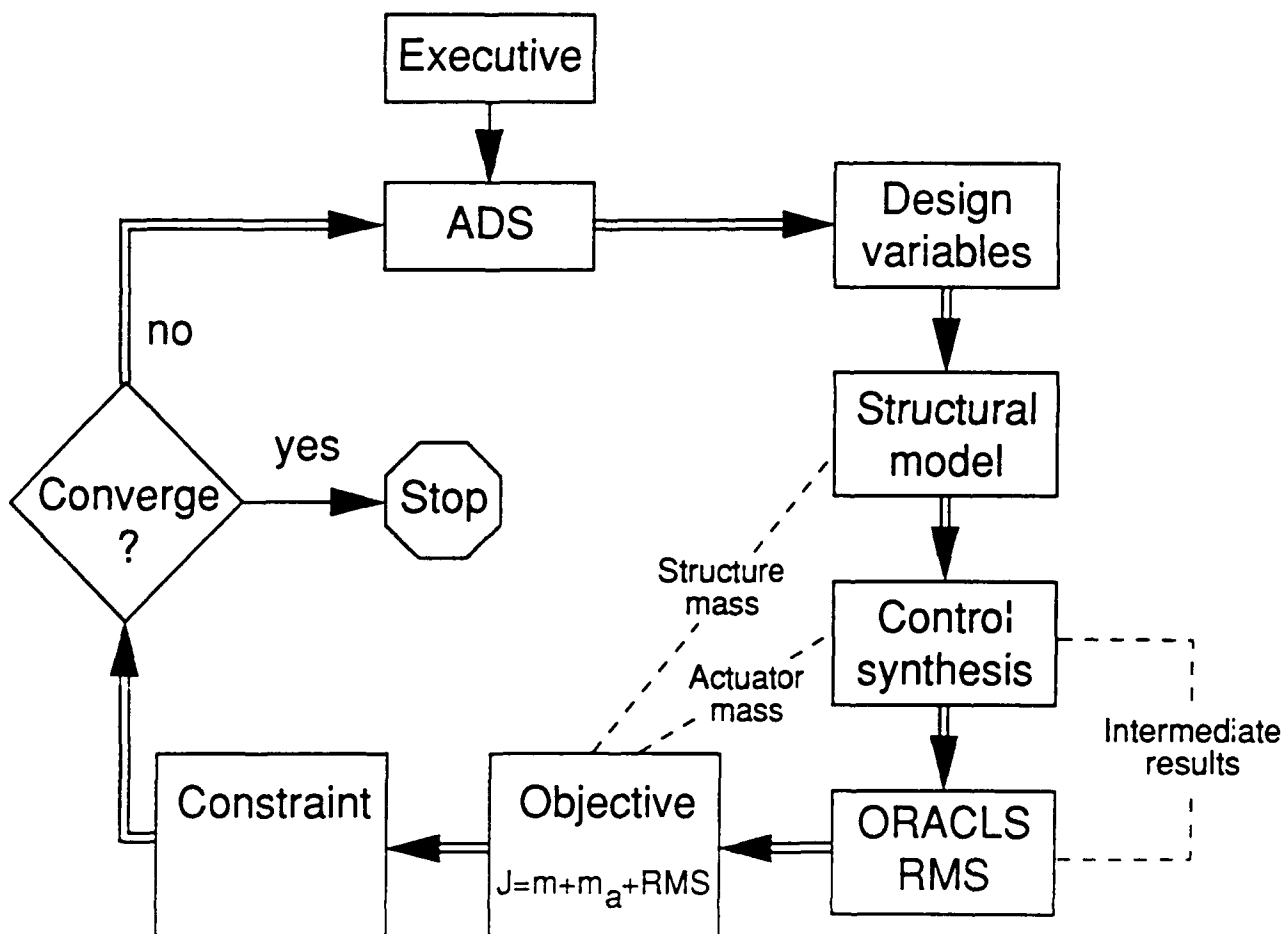 Executive
ADS
Design
variables
no
Structural
model
yes
Converge
?
Stop
Structure
mass
Control
synthesis
Actuator
mass
Intermediate
results
Constraint
Objective
J=m+mₐ+RMS
ORACLS
RMS